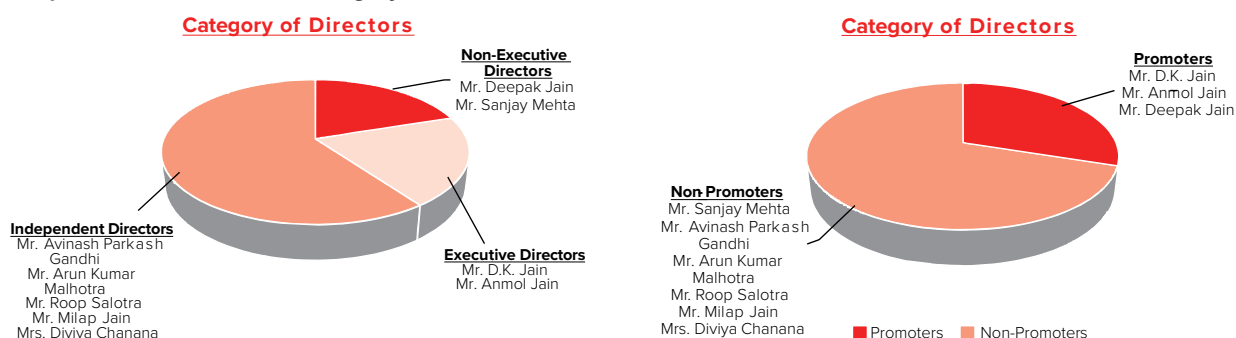 Category of Directors
Non-Executive
Directors
Mr. Deepak Jain
Mr. Sanjay Mehta
Independent Directors
Mr. Avinash Parkash
Gandhi
Mr. Arun Kumar
Malhotra
Mr. Roop Salotra
Mr. Milap Jain
Mrs. Diviya Chanana
Executive Directors
Mr. D.K. Jain
Mr. Anmol Jain
Category of Directors
Promoters
Mr. D.K. Jain
Mr. Anmol Jain
Mr. Deepak Jain
Non-Promoters
Mr. Sanjay Mehta
Mr. Avinash Parkash
Gandhi
Mr. Arun Kumar
Malhotra
Mr. Roop Salotra
Mr. Milap Jain
Mrs. Diviya Chanana
Promoters Non-Promoters